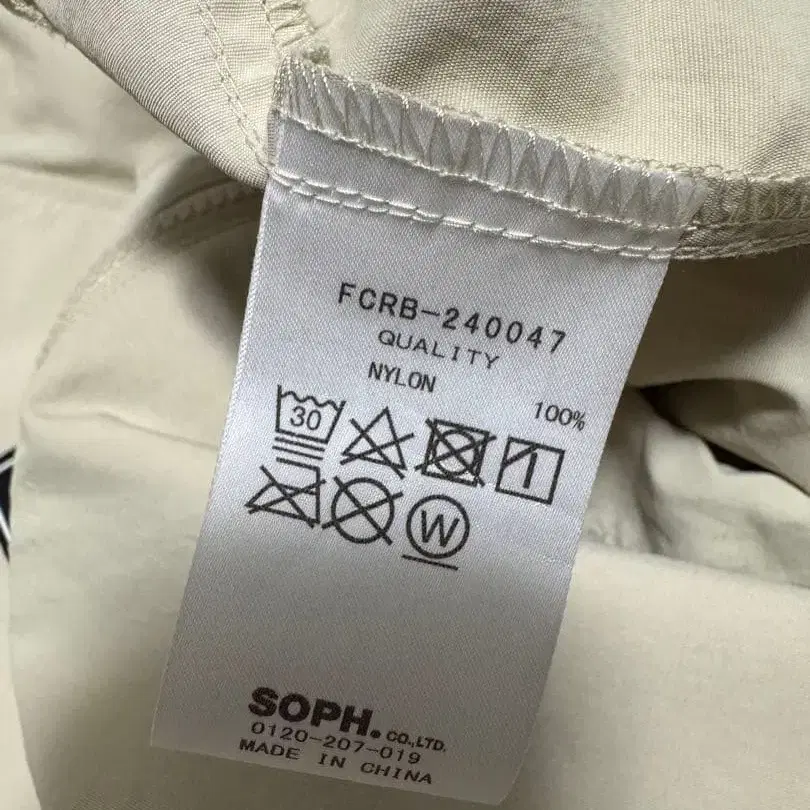 FCRB-240047
QUALITY
NYLON
100%
30
W
SOPH. CO.,LTD.
0120-207-019
MADE IN CHINA